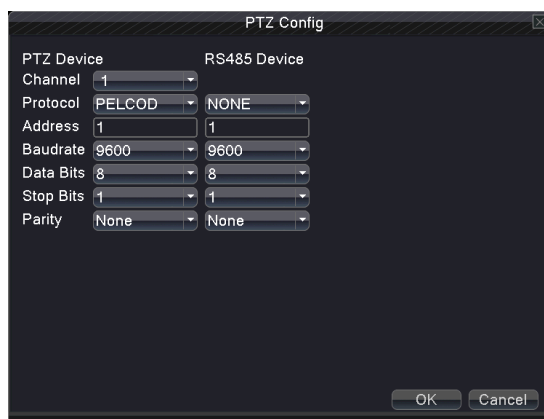 PTZ Config
PTZ Device RS485 Device
Channel 1
Protocol PELCOD NONE
Address 1 1
Baudrate 9600 9600
Data Bits 8 8
Stop Bits 1 1
Parity None None
OK Cancel